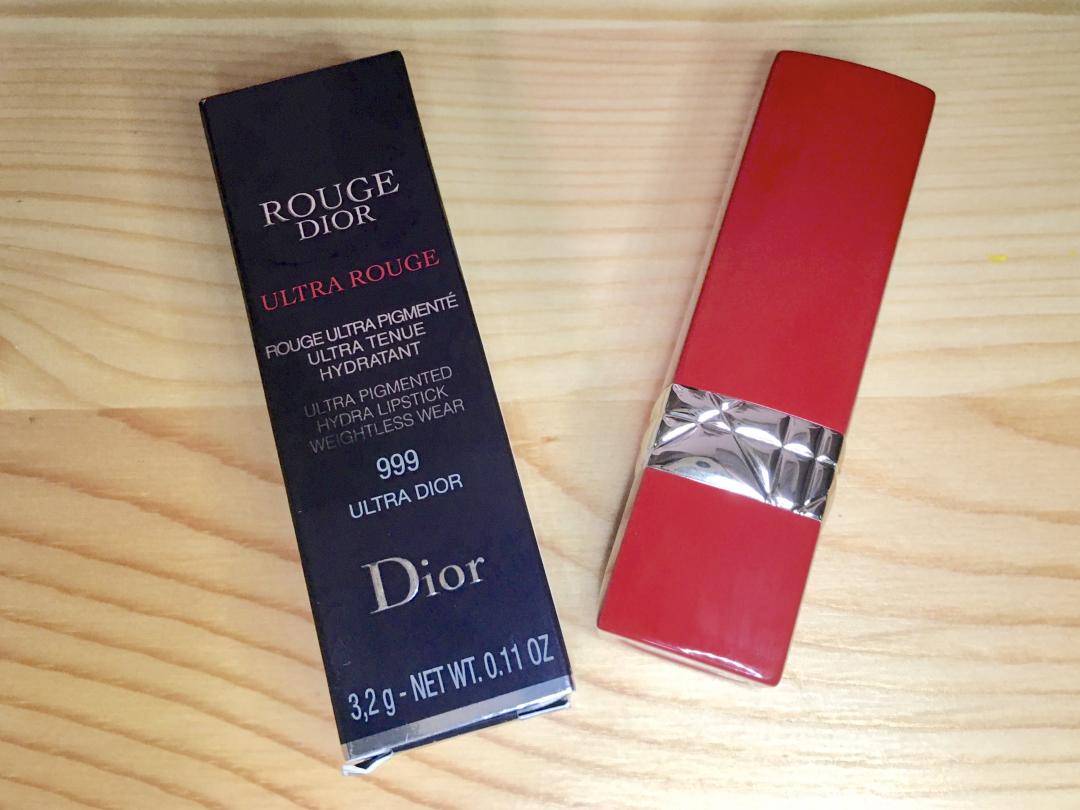 ROUGE
DIOR
ULTRA ROUGE
ROUGE ULTRA PIGMENTÉ
ULTRA TENUE
HYDRATANT
ULTRA PIGMENTED
HYDRA LIPSTICK
WEIGHTLESS WEAR
999
ULTRA DIOR
Dior
3,2 g - NET WT. 0.11 OZ